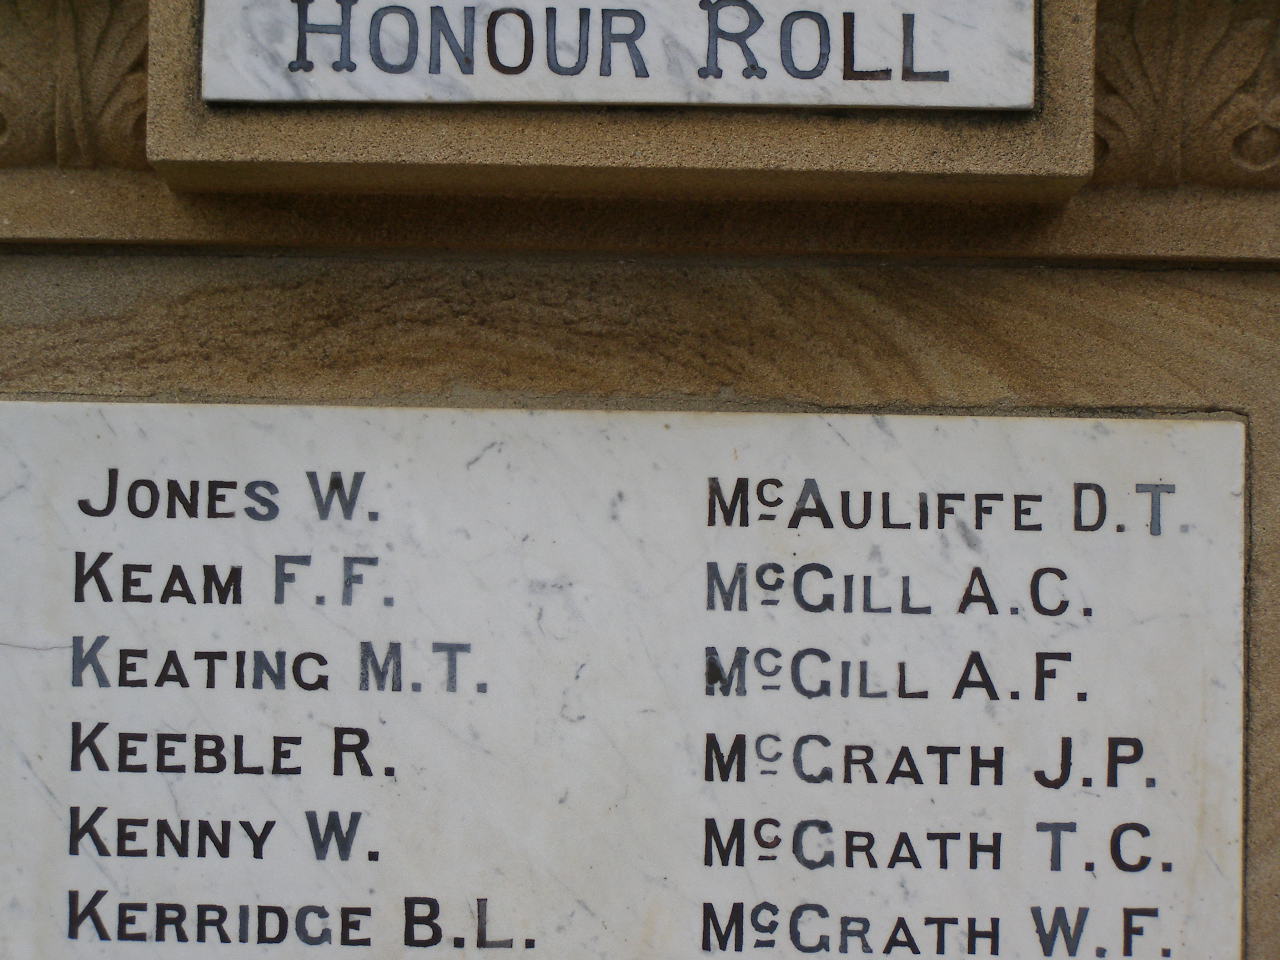 HONOUR ROLL
JONES W.
KEAM F.F.
KEATING M.T.
KEEBLE R.
KENNY W.
KERRIDGE B.L.
McAULIFFE D.T.
McGILL A.C.
McGILL A.F.
McGRATH J.P.
McGRATH T.C.
McGRATH W.F.